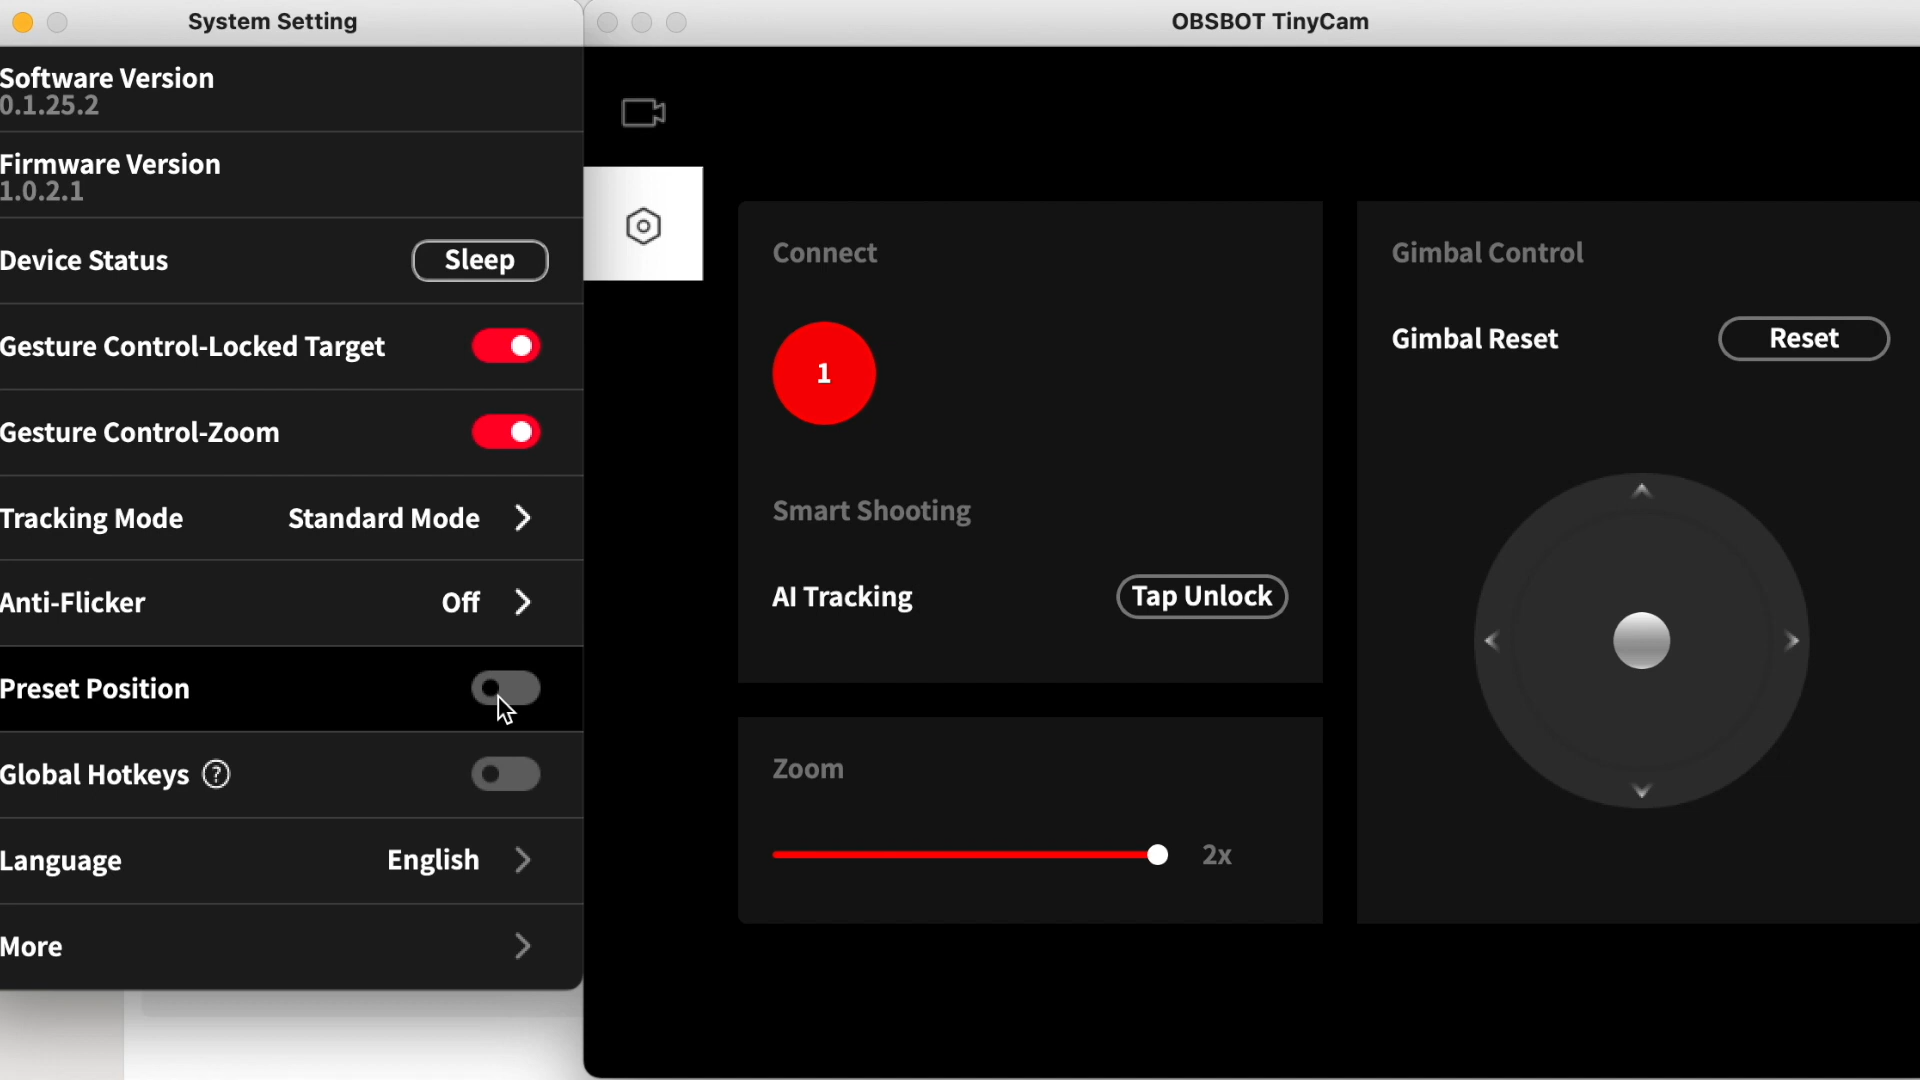 System Setting
Software Version
0.1.25.2
Firmware Version
1.0.2.1
Device Status
Sleep
Gesture Control-Locked Target
Gesture Control-Zoom
Tracking Mode
Standard Mode
Anti-Flicker
Off
Preset Position
Global Hotkeys ?
Language
English
More
OBSBOT TinyCam
Connect
1
Smart Shooting
AI Tracking
Tap Unlock
Zoom
2x
Gimbal Control
Gimbal Reset
Reset